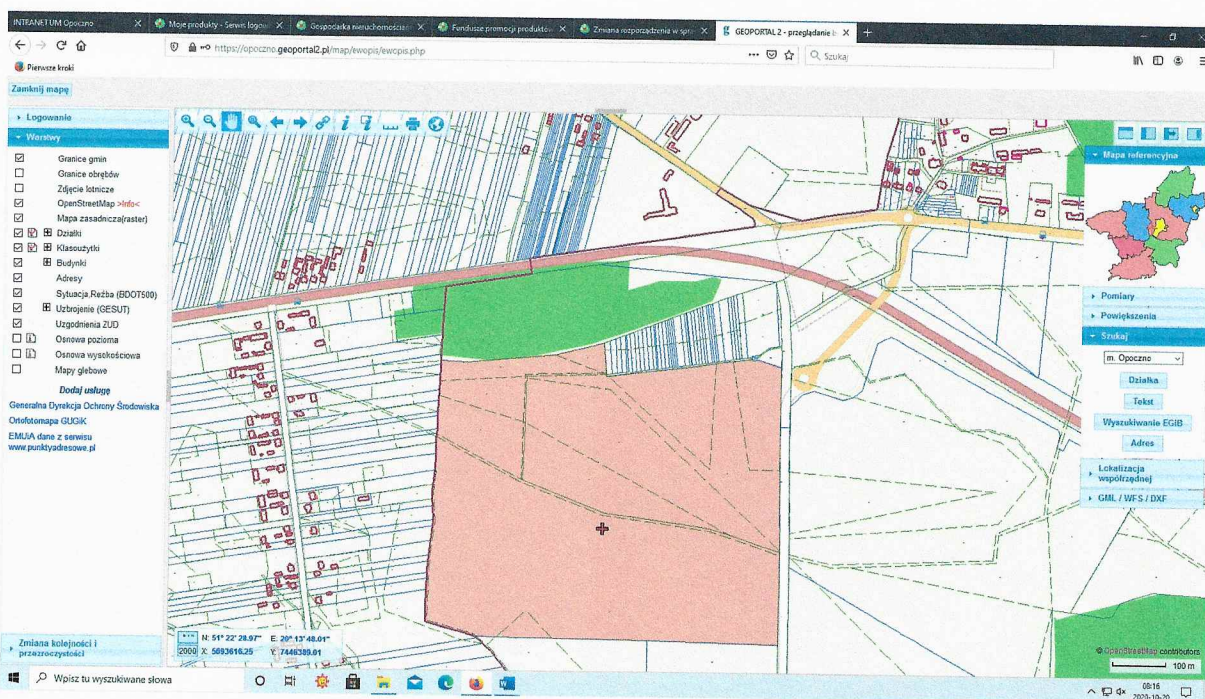 INTRANET UM Opoczno
Moje produkty - Serwis logow
Gospodarka nieruchomościa
Fundusze promocji produktów
Zmiana rozporządzenia w spr
GEOPORTAL 2 - przeglądanie
https://opoczno.geoportal2.pl/map/ewopis/ewopis.php
Szukaj
Pierwsze kroki
Zamknij mapę
Logowanie
Warstwy
Granice gmin
Granice obrębów
Zdjęcie lotnicze
OpenStreetMap >Info<
Mapa zasadnicza(raster)
Działki
Klasoużytki
Budynki
Adresy
Sytuacja,Rzeźba (BDOT500)
Uzbrojenie (GESUT)
Uzgodnienia ZUD
Osnowa pozioma
Osnowa wysokościowa
Mapy glebowe
Dodaj usługę
Generalna Dyrekcja Ochrony Środowiska
Ortofotomapa GUGiK
EMUiA dane z serwisu
www.punktyadresowe.pl
Zmiana kolejności i
przezroczystości
Mapa referencyjna
Pomiary
Powiększenia
Szukaj
m. Opoczno
Działka
Tekst
Wyszukiwanie EGIB
Adres
Lokalizacja
współrzędnej
GML / WFS / DXF
N: 51° 22' 28.97" E: 20° 13' 48.01"
2000 X: 5693616.25 Y: 7446389.01
© OpenStreetMap contributors
100 m
Wpisz tu wyszukiwane słowa
08:16
2020-10-20